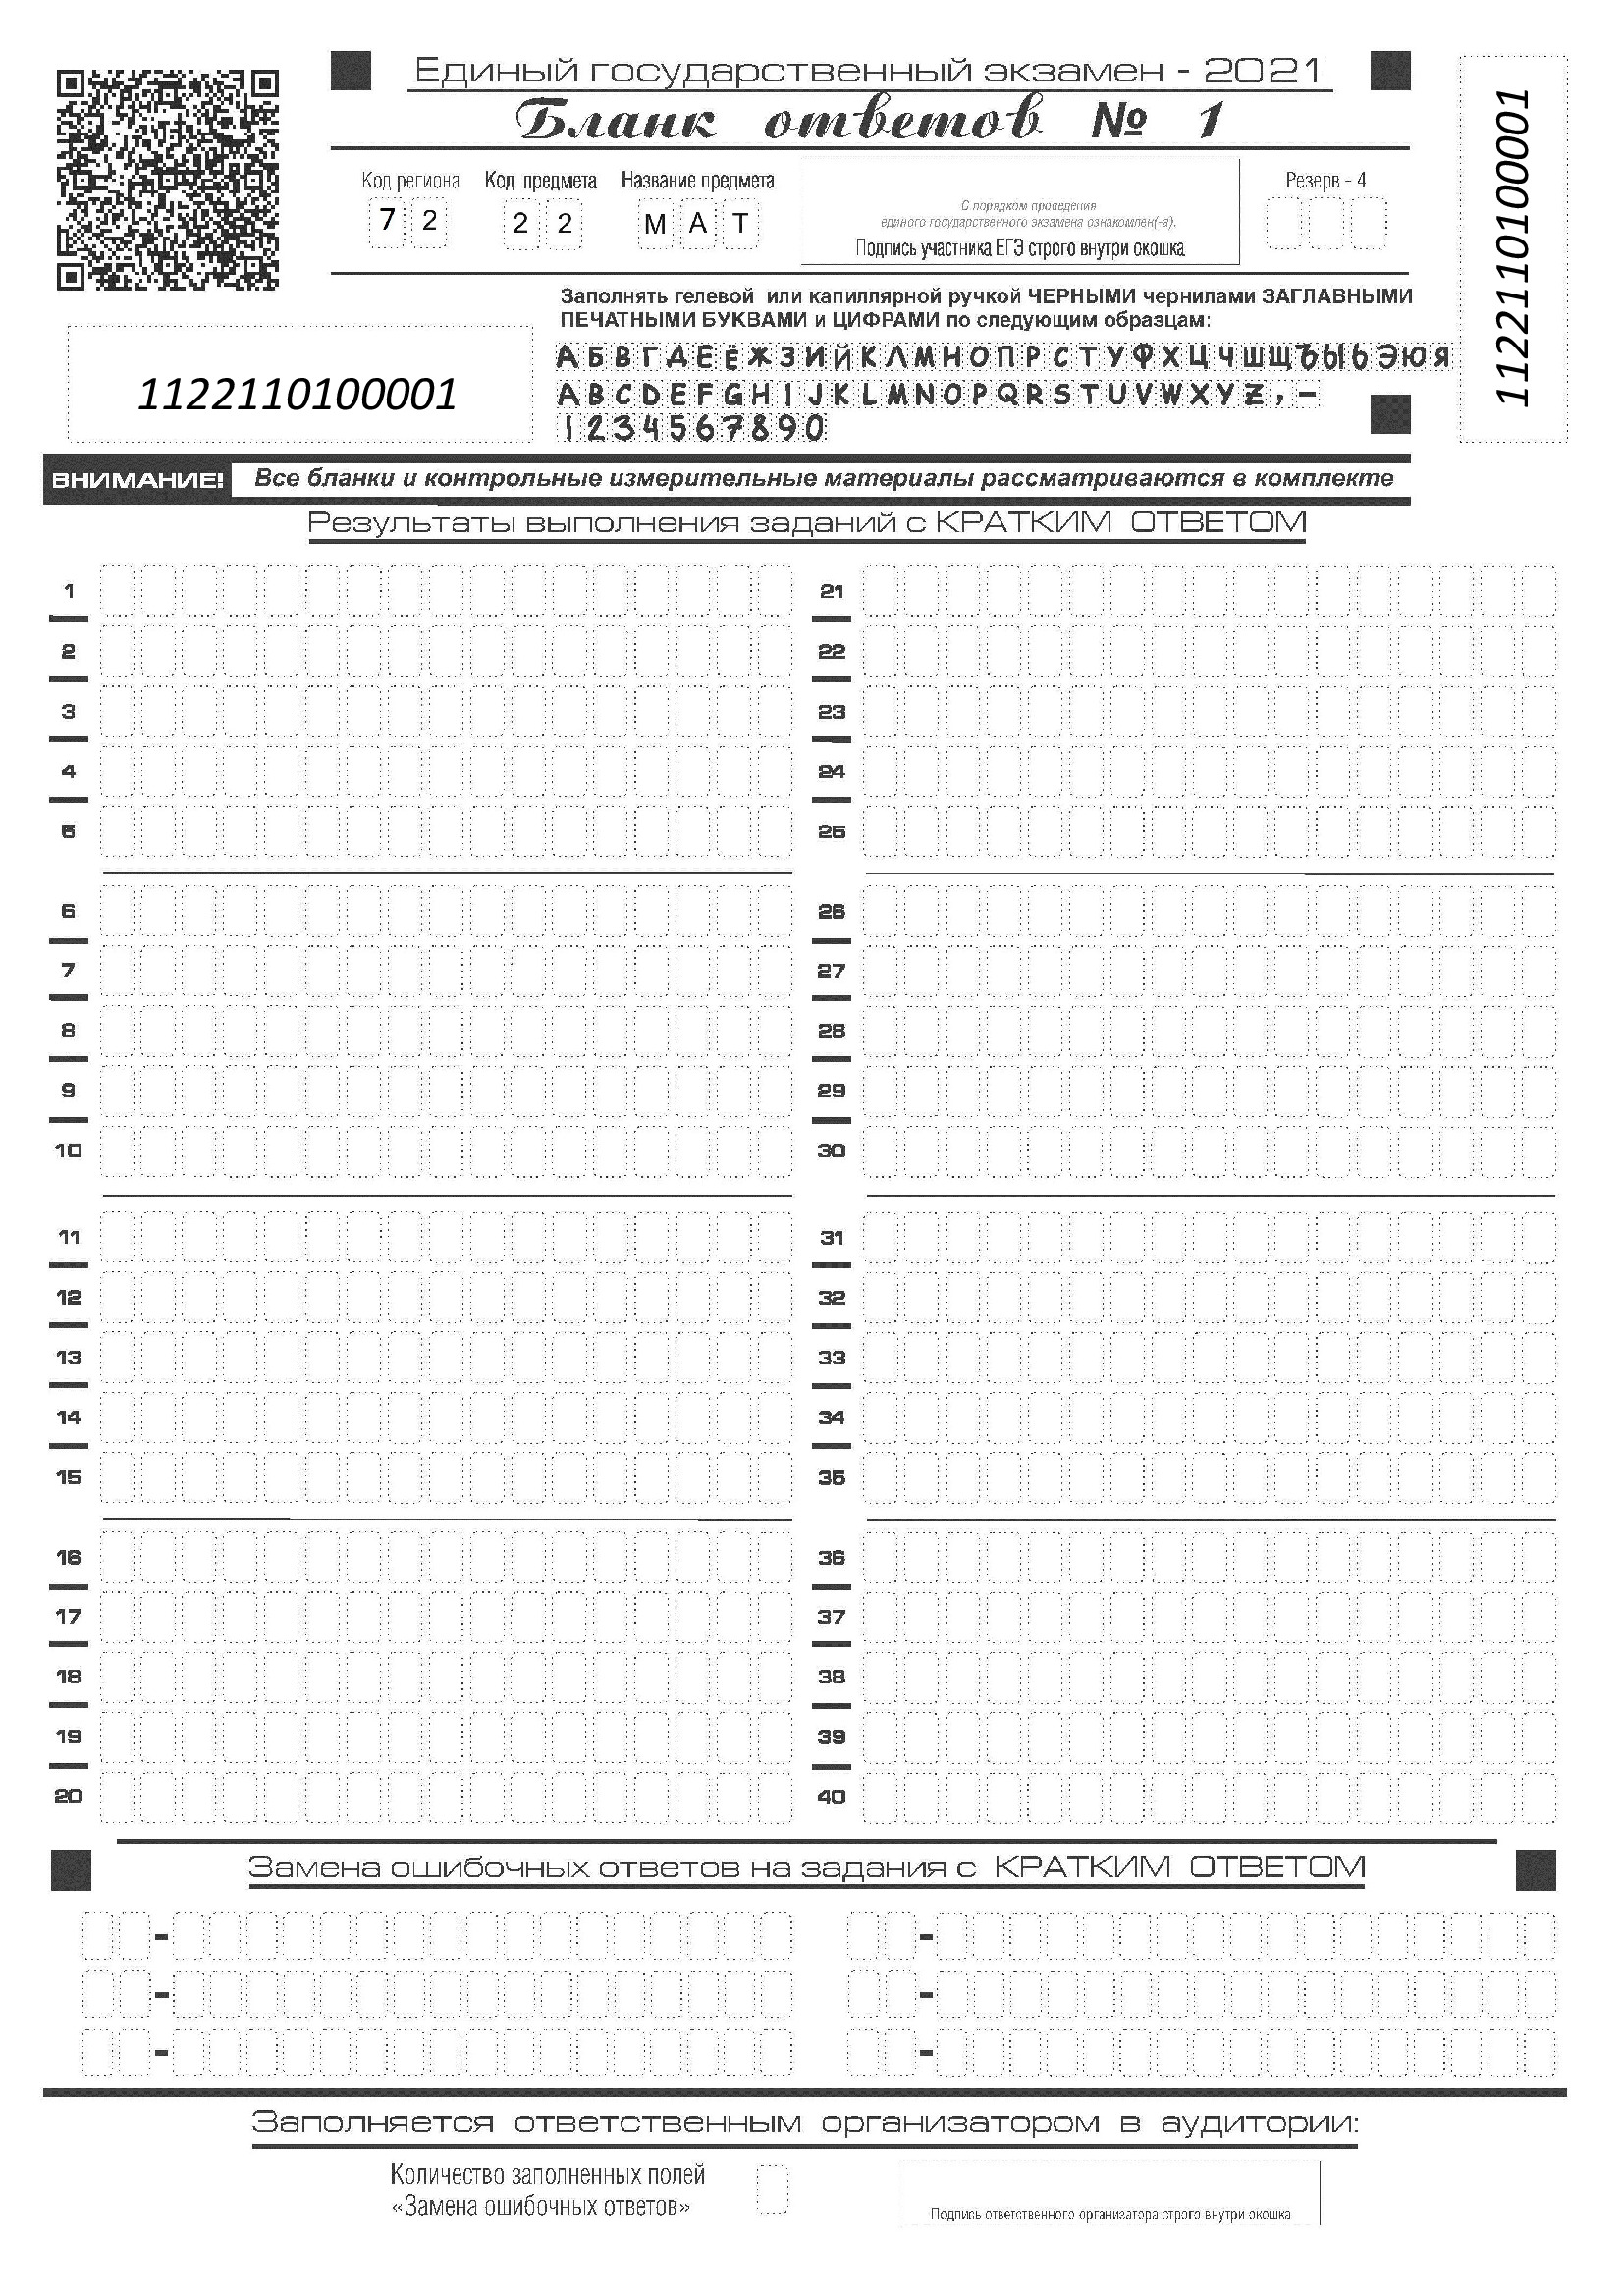 Единый государственный экзамен - 2021
Бланк ответов № 1
Код региона Код предмета Название предмета
7 2 2 2 М А Т
С порядком проведения
единого государственного экзамена ознакомлен(-а).
Подпись участника ЕГЭ строго внутри окошка
Резерв - 4
1122110100001
Заполнять гелевой или капиллярной ручкой ЧЕРНЫМИ чернилами ЗАГЛАВНЫМИ
ПЕЧАТНЫМИ БУКВАМИ и ЦИФРАМИ по следующим образцам:
А Б В Г Д Е Ё Ж З И Й К Л М Н О П Р С Т У Ф Х Ц Ч Ш Щ Ъ Ы Ь Э Ю Я
A B C D E F G H I J K L M N O P Q R S T U V W X Y Z , –
1 2 3 4 5 6 7 8 9 0
1122110100001
ВНИМАНИЕ! Все бланки и контрольные измерительные материалы рассматриваются в комплекте
Результаты выполнения заданий с КРАТКИМ ОТВЕТОМ
1 21
2 22
3 23
4 24
5 25
6 26
7 27
8 28
9 29
10 30
11 31
12 32
13 33
14 34
15 35
16 36
17 37
18 38
19 39
20 40
Замена ошибочных ответов на задания с КРАТКИМ ОТВЕТОМ
- -
- -
- -
Заполняется ответственным организатором в аудитории:
Количество заполненных полей
«Замена ошибочных ответов»
Подпись ответственного организатора строго внутри окошка